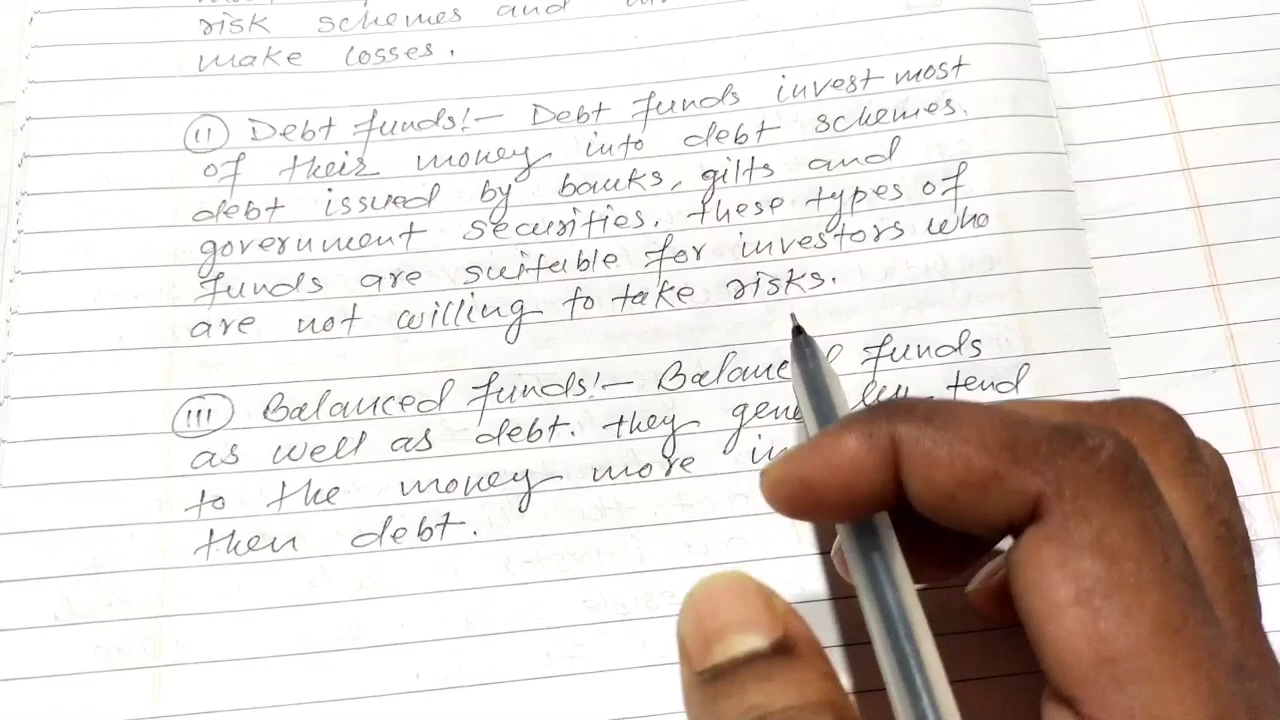 risk schemes and
make losses.
(II) Debt funds!- Debt funds invest most
of their money into debt schemes.
debt issued by banks, gilts and
government securities. these types of
funds are suitable for investors who
are not willing to take risks.
(III) Balanced funds!- funds
as well as debt. they tend
to the money more
then debt.